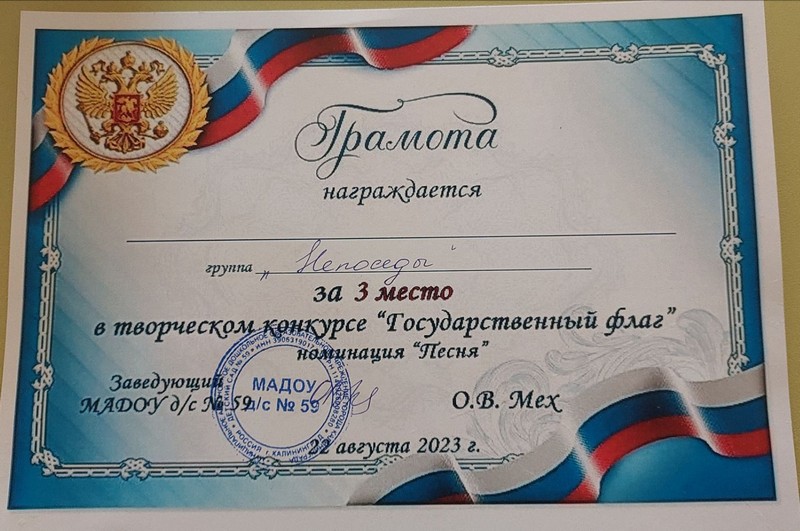 Грамота
награждается
группа „Непоседы"
за 3 место
в творческом конкурсе “Государственный флаг”
номинация “Песня”
Заведующий
МАДОУ д/с № 59
О.В. Мех
МАДОУ
д/с № 59
22 августа 2023 г.